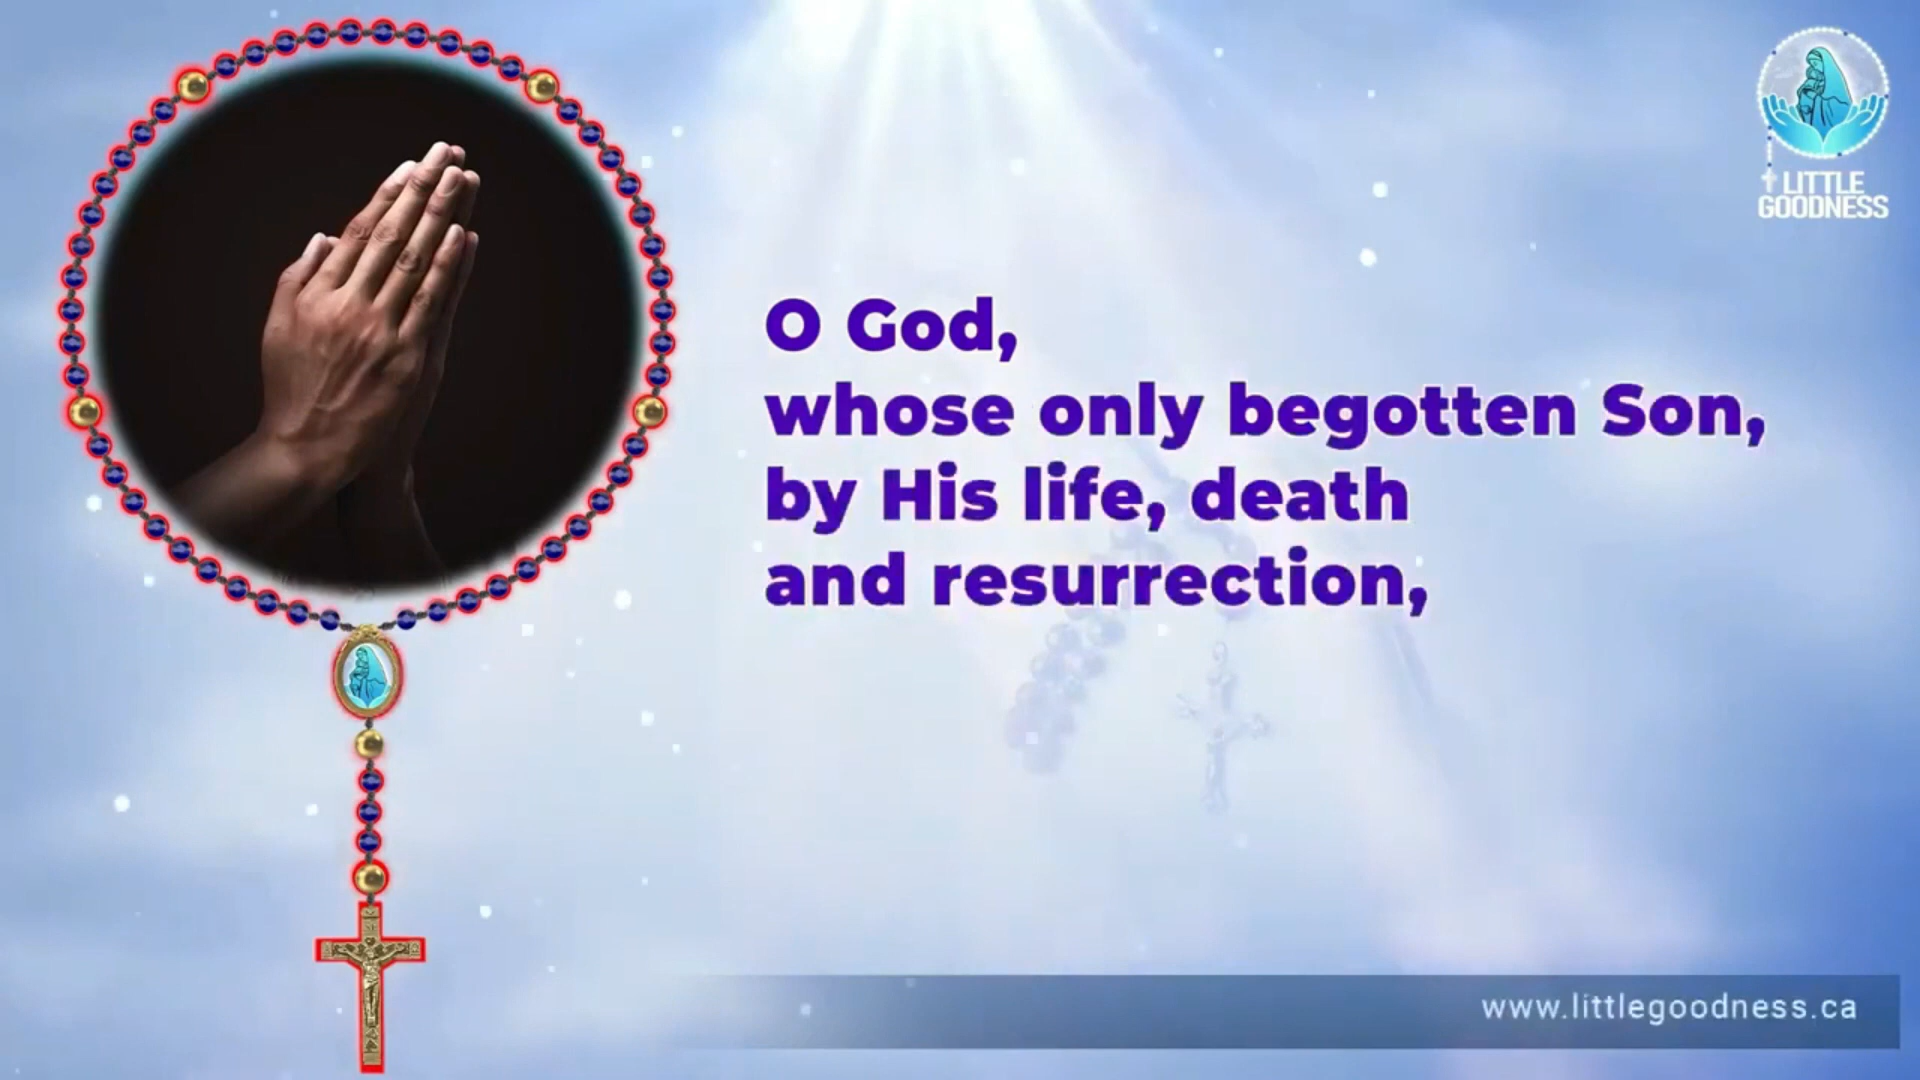 LITTLE
GOODNESS
O God,
whose only begotten Son,
by His life, death
and resurrection,
www.littlegoodness.ca